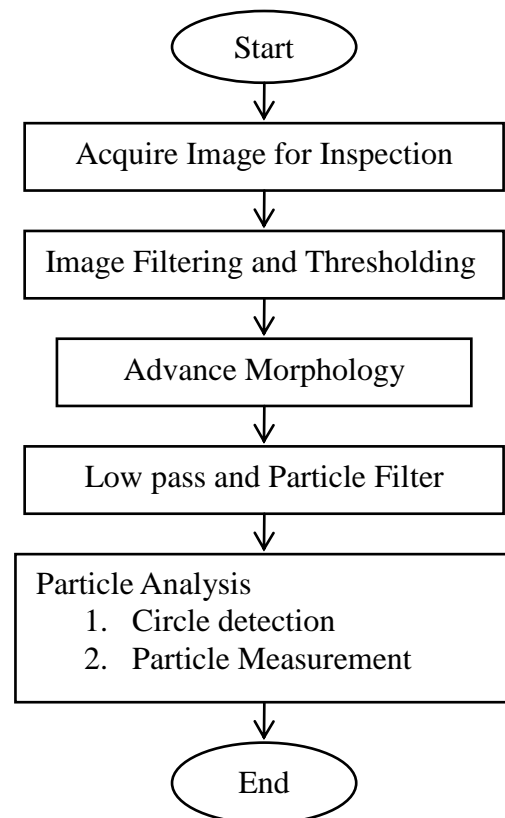 Start
Acquire Image for Inspection
Image Filtering and Thresholding
Advance Morphology
Low pass and Particle Filter
Particle Analysis
1. Circle detection
2. Particle Measurement
End